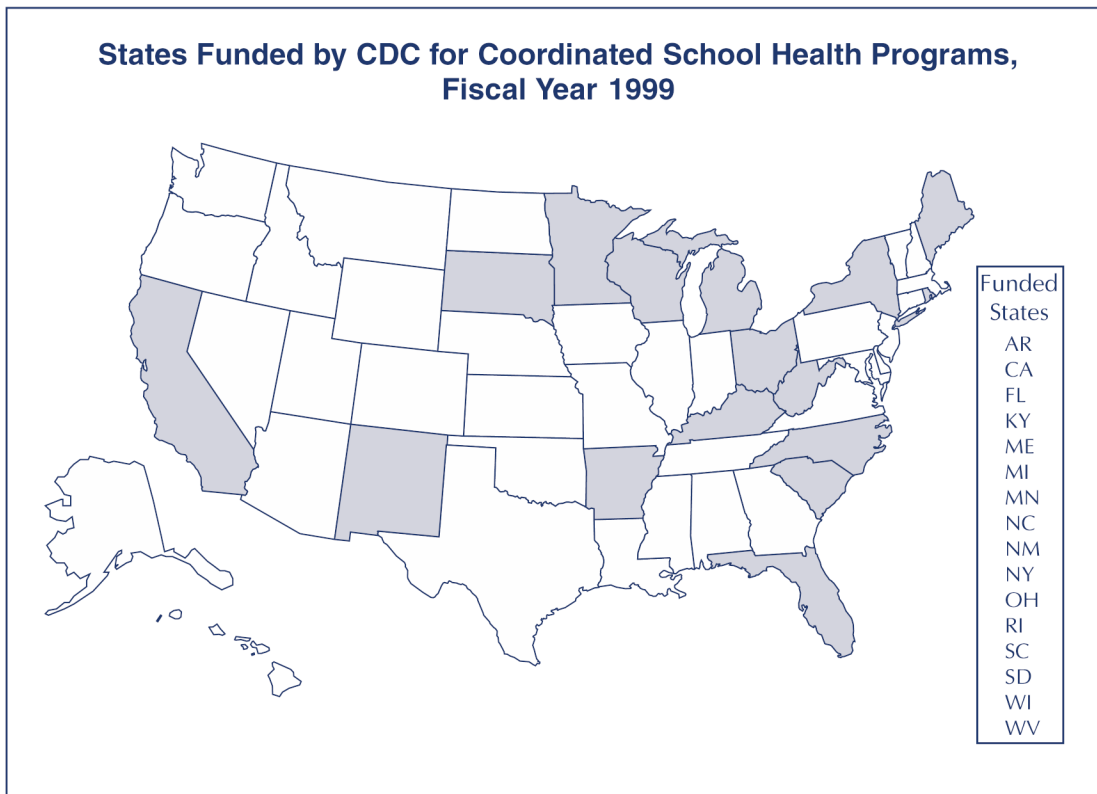 States Funded by CDC for Coordinated School Health Programs,
Fiscal Year 1999
Funded
States
AR
CA
FL
KY
ME
MI
MN
NC
NM
NY
OH
RI
SC
SD
WI
WV